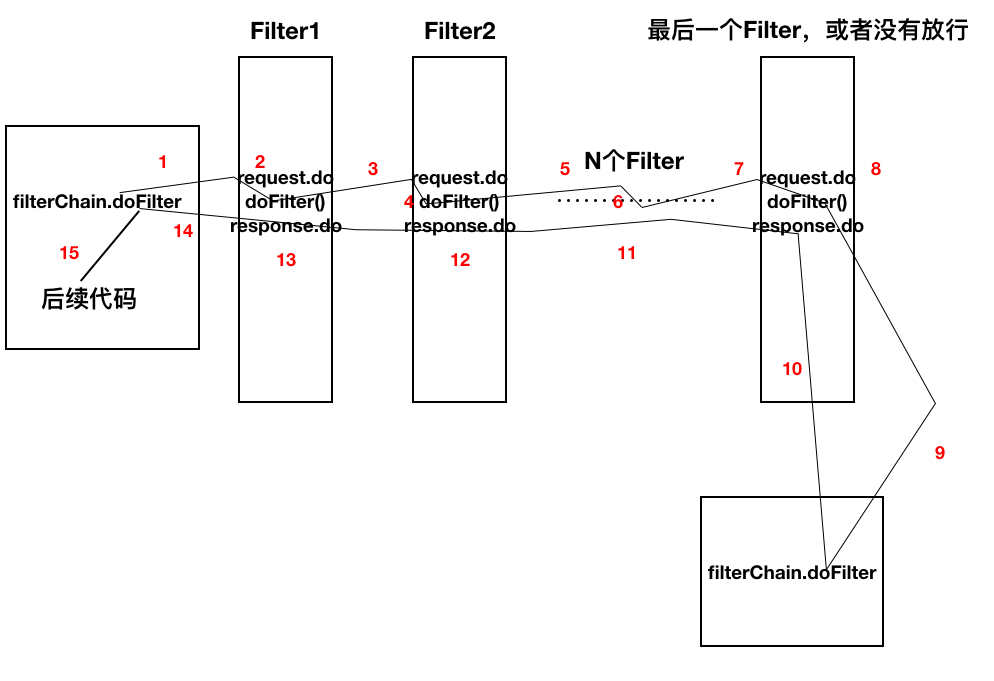 Filter1
Filter2
最后一个Filter，或者没有放行
1
2
3
5
N个Filter
7
8
request.do
request.do
request.do
filterChain.doFilter
doFilter()
4
doFilter()
6
doFilter()
14
response.do
response.do
response.do
15
13
12
11
后续代码
10
9
filterChain.doFilter